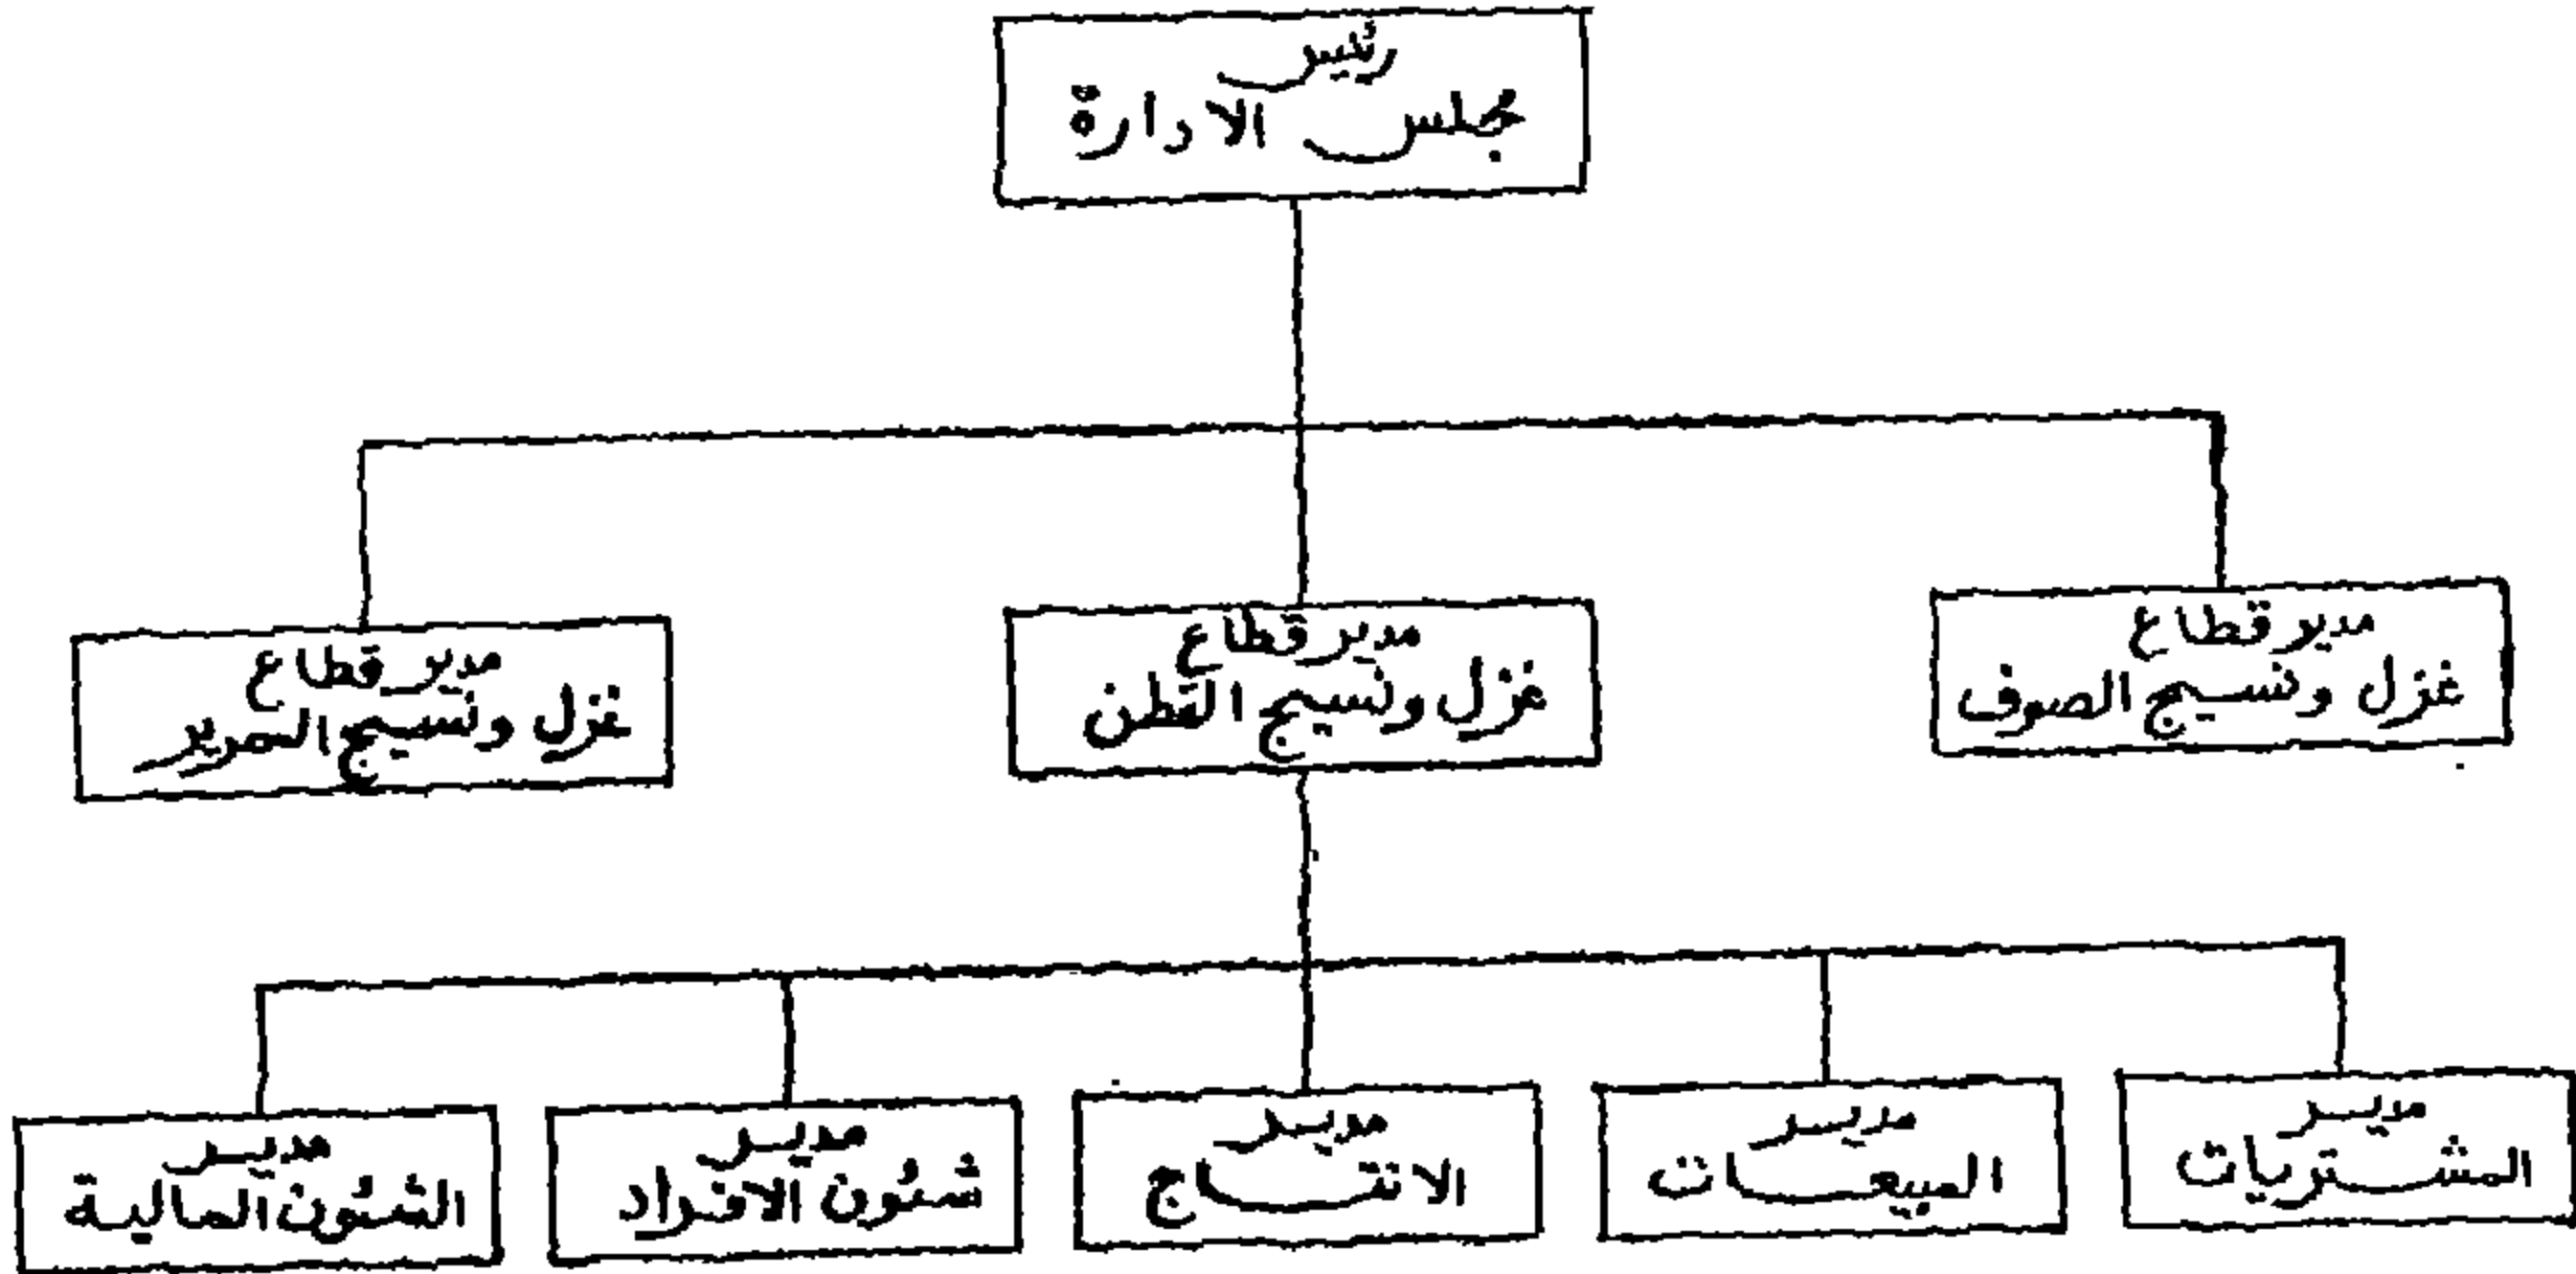 رئيس
مجلس الادارة
مدير قطاع
غزل ونسيج الصوف
مدير قطاع
غزل ونسيج القطن
مدير قطاع
غزل ونسيج الحرير
مدير
المشتريات
مدير
المبيعات
مدير
الانتاج
مدير
شئون الافراد
مدير
الشئون المالية